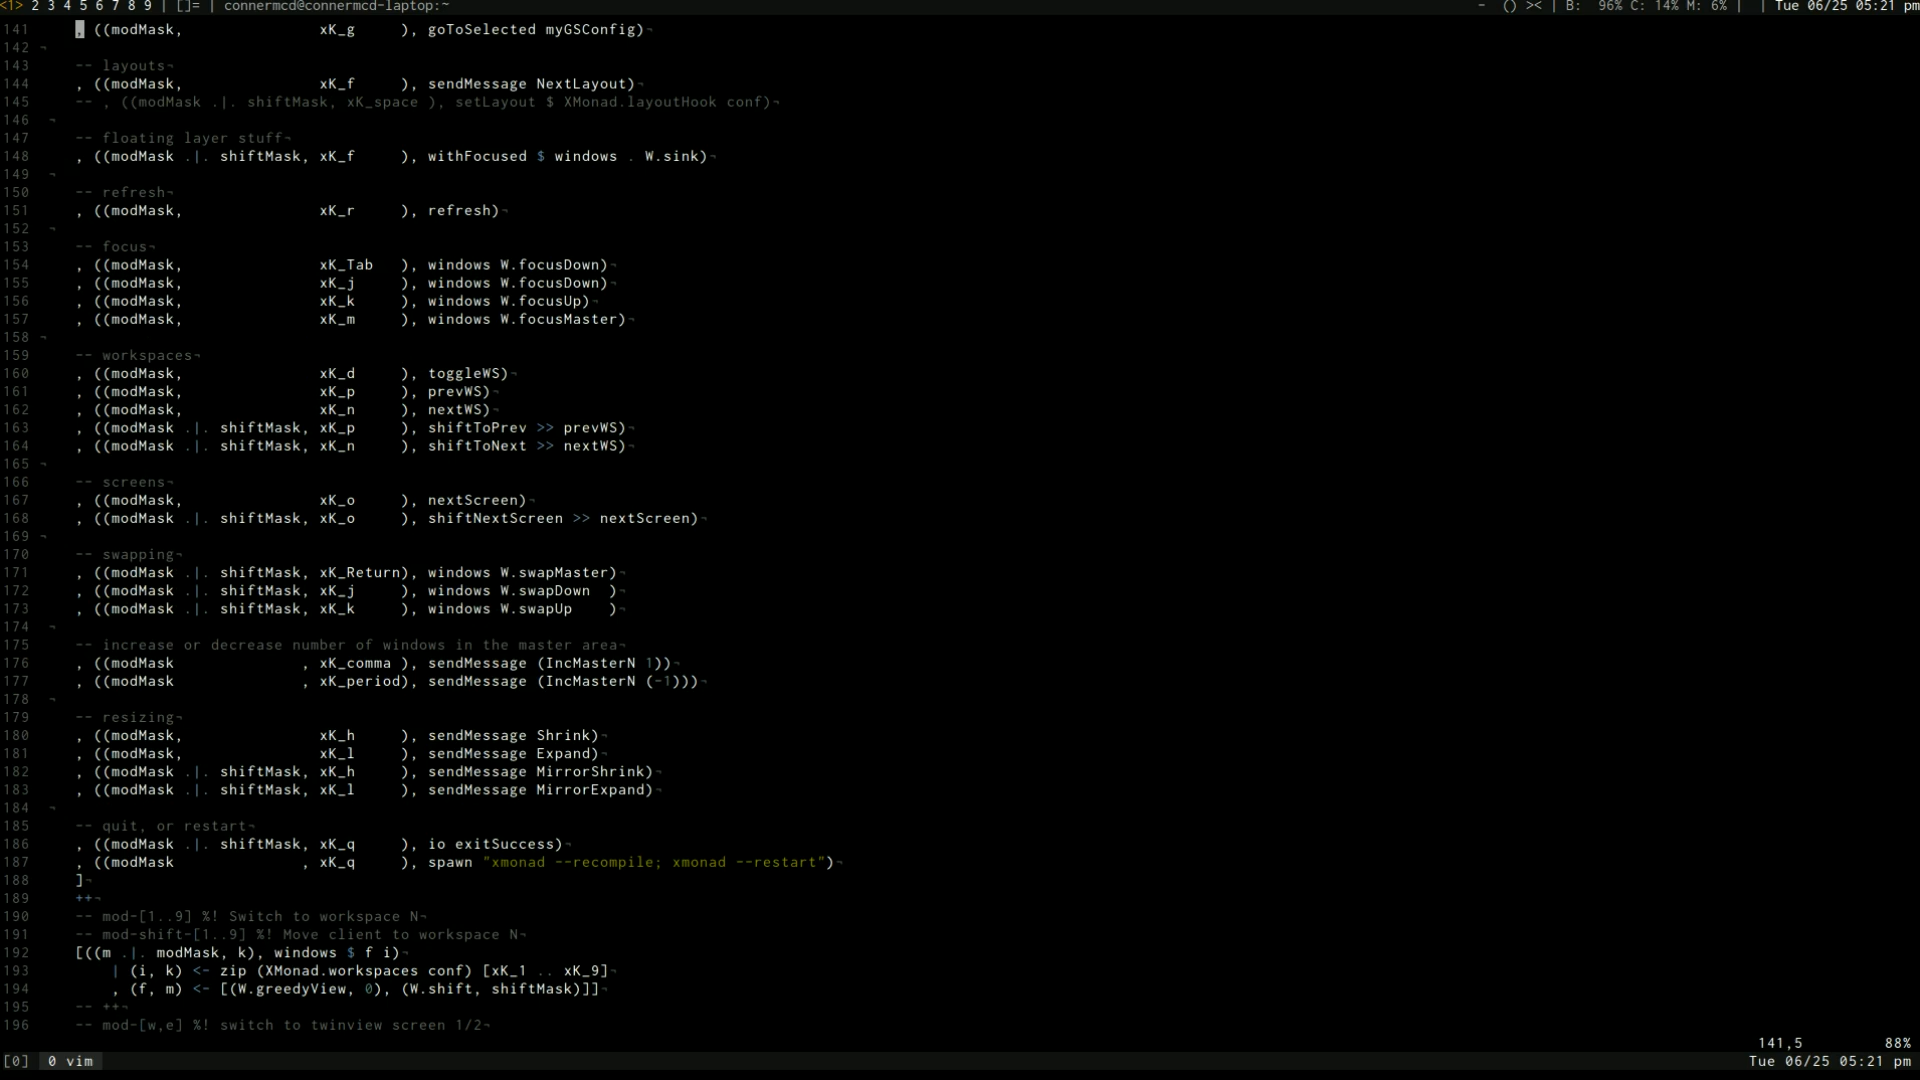 <1> 2 3 4 5 6 7 8 9 | []= | connermcd@connermcd-laptop:~ - () >< | B: 96% C: 14% M: 6% | | Tue 06/25 05:21 pm
141 , ((modMask, xK_g ), goToSelected myGSConfig)¬
142 ¬
143 -- layouts¬
144 , ((modMask, xK_f ), sendMessage NextLayout)¬
145 -- , ((modMask .|. shiftMask, xK_space ), setLayout $ XMonad.layoutHook conf)¬
146 ¬
147 -- floating layer stuff¬
148 , ((modMask .|. shiftMask, xK_f ), withFocused $ windows . W.sink)¬
149 ¬
150 -- refresh¬
151 , ((modMask, xK_r ), refresh)¬
152 ¬
153 -- focus¬
154 , ((modMask, xK_Tab ), windows W.focusDown)¬
155 , ((modMask, xK_j ), windows W.focusDown)¬
156 , ((modMask, xK_k ), windows W.focusUp)¬
157 , ((modMask, xK_m ), windows W.focusMaster)¬
158 ¬
159 -- workspaces¬
160 , ((modMask, xK_d ), toggleWS)¬
161 , ((modMask, xK_p ), prevWS)¬
162 , ((modMask, xK_n ), nextWS)¬
163 , ((modMask .|. shiftMask, xK_p ), shiftToPrev >> prevWS)¬
164 , ((modMask .|. shiftMask, xK_n ), shiftToNext >> nextWS)¬
165 ¬
166 -- screens¬
167 , ((modMask, xK_o ), nextScreen)¬
168 , ((modMask .|. shiftMask, xK_o ), shiftNextScreen >> nextScreen)¬
169 ¬
170 -- swapping¬
171 , ((modMask .|. shiftMask, xK_Return), windows W.swapMaster)¬
172 , ((modMask .|. shiftMask, xK_j ), windows W.swapDown )¬
173 , ((modMask .|. shiftMask, xK_k ), windows W.swapUp )¬
174 ¬
175 -- increase or decrease number of windows in the master area¬
176 , ((modMask , xK_comma ), sendMessage (IncMasterN 1))¬
177 , ((modMask , xK_period), sendMessage (IncMasterN (-1)))¬
178 ¬
179 -- resizing¬
180 , ((modMask, xK_h ), sendMessage Shrink)¬
181 , ((modMask, xK_l ), sendMessage Expand)¬
182 , ((modMask .|. shiftMask, xK_h ), sendMessage MirrorShrink)¬
183 , ((modMask .|. shiftMask, xK_l ), sendMessage MirrorExpand)¬
184 ¬
185 -- quit, or restart¬
186 , ((modMask .|. shiftMask, xK_q ), io exitSuccess)¬
187 , ((modMask , xK_q ), spawn "xmonad --recompile; xmonad --restart")¬
188 ]¬
189 ++¬
190 -- mod-[1..9] %! Switch to workspace N¬
191 -- mod-shift-[1..9] %! Move client to workspace N¬
192 [((m .|. modMask, k), windows $ f i)¬
193 | (i, k) <- zip (XMonad.workspaces conf) [xK_1 .. xK_9]¬
194 , (f, m) <- [(W.greedyView, 0), (W.shift, shiftMask)]]¬
195 -- ++¬
196 -- mod-[w,e] %! switch to twinview screen 1/2¬
141,5 88%
[0] 0 vim Tue 06/25 05:21 pm